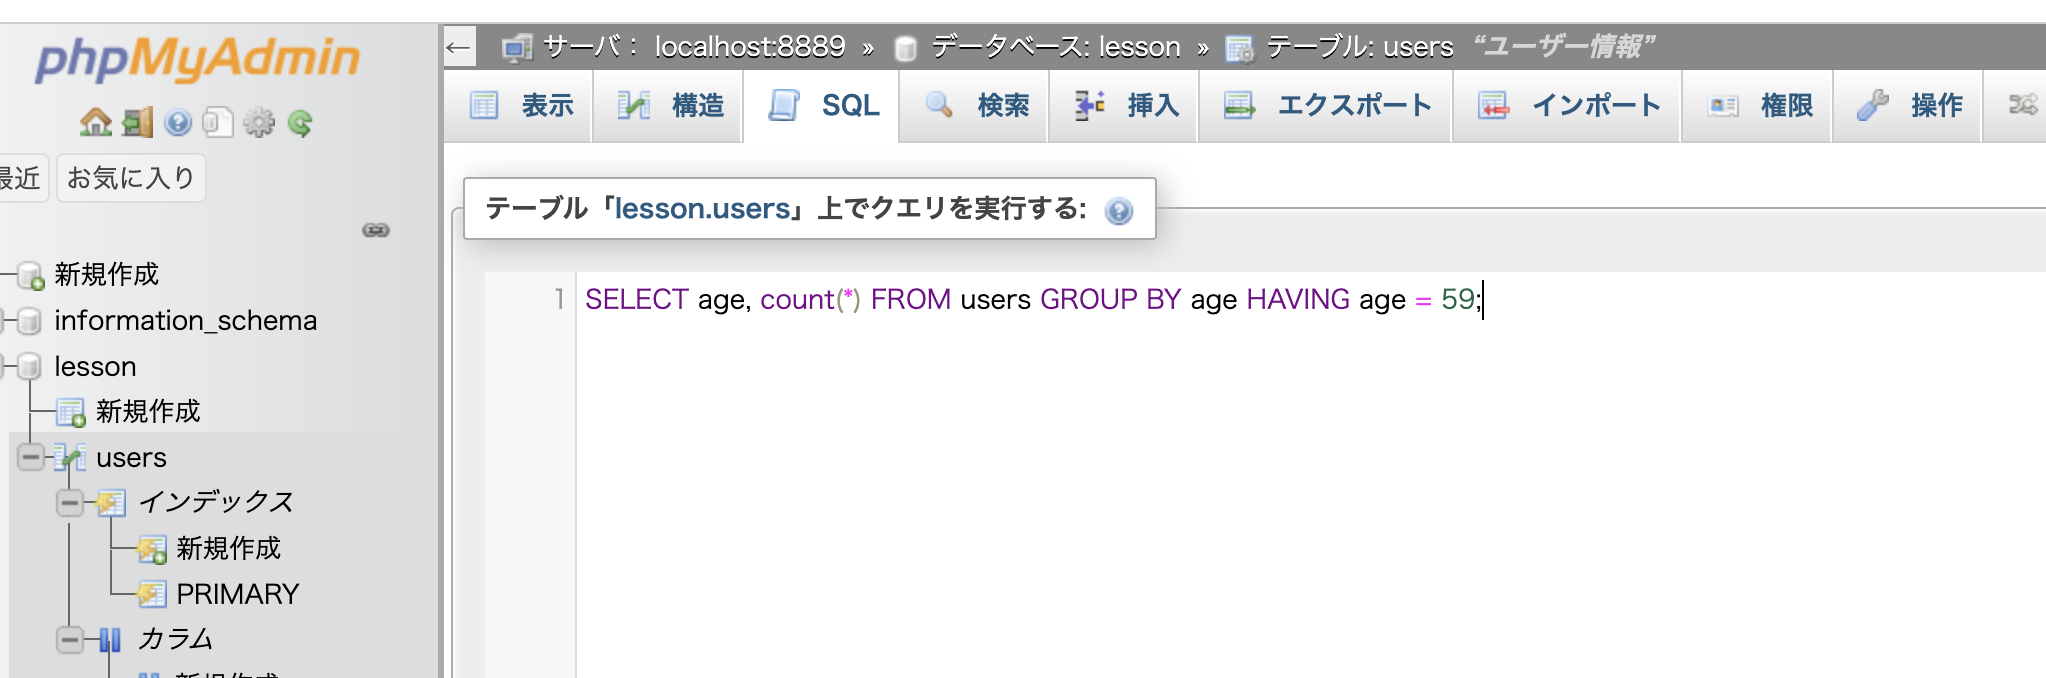 phpMyAdmin
最近 お気に入り
新規作成
information_schema
lesson
新規作成
users
インデックス
新規作成
PRIMARY
カラム
新規作成
← サーバ： localhost:8889 » データベース: lesson » テーブル: users “ユーザー情報”
表示 構造 SQL 検索 挿入 エクスポート インポート 権限 操作
テーブル「lesson.users」上でクエリを実行する:
1 SELECT age, count(*) FROM users GROUP BY age HAVING age = 59;